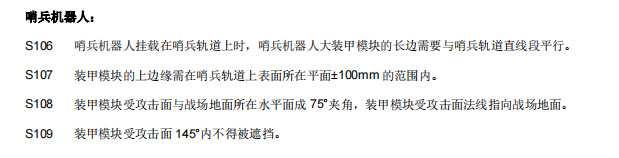 哨兵机器人：
S106 哨兵机器人挂载在哨兵轨道上时，哨兵机器人大装甲模块的长边需要与哨兵轨道直线段平行。
S107 装甲模块的上边缘需在哨兵轨道上表面所在平面±100mm 的范围内。
S108 装甲模块受攻击面与战场地面所在水平面成 75°夹角，装甲模块受攻击面法线指向战场地面。
S109 装甲模块受攻击面 145°内不得被遮挡。